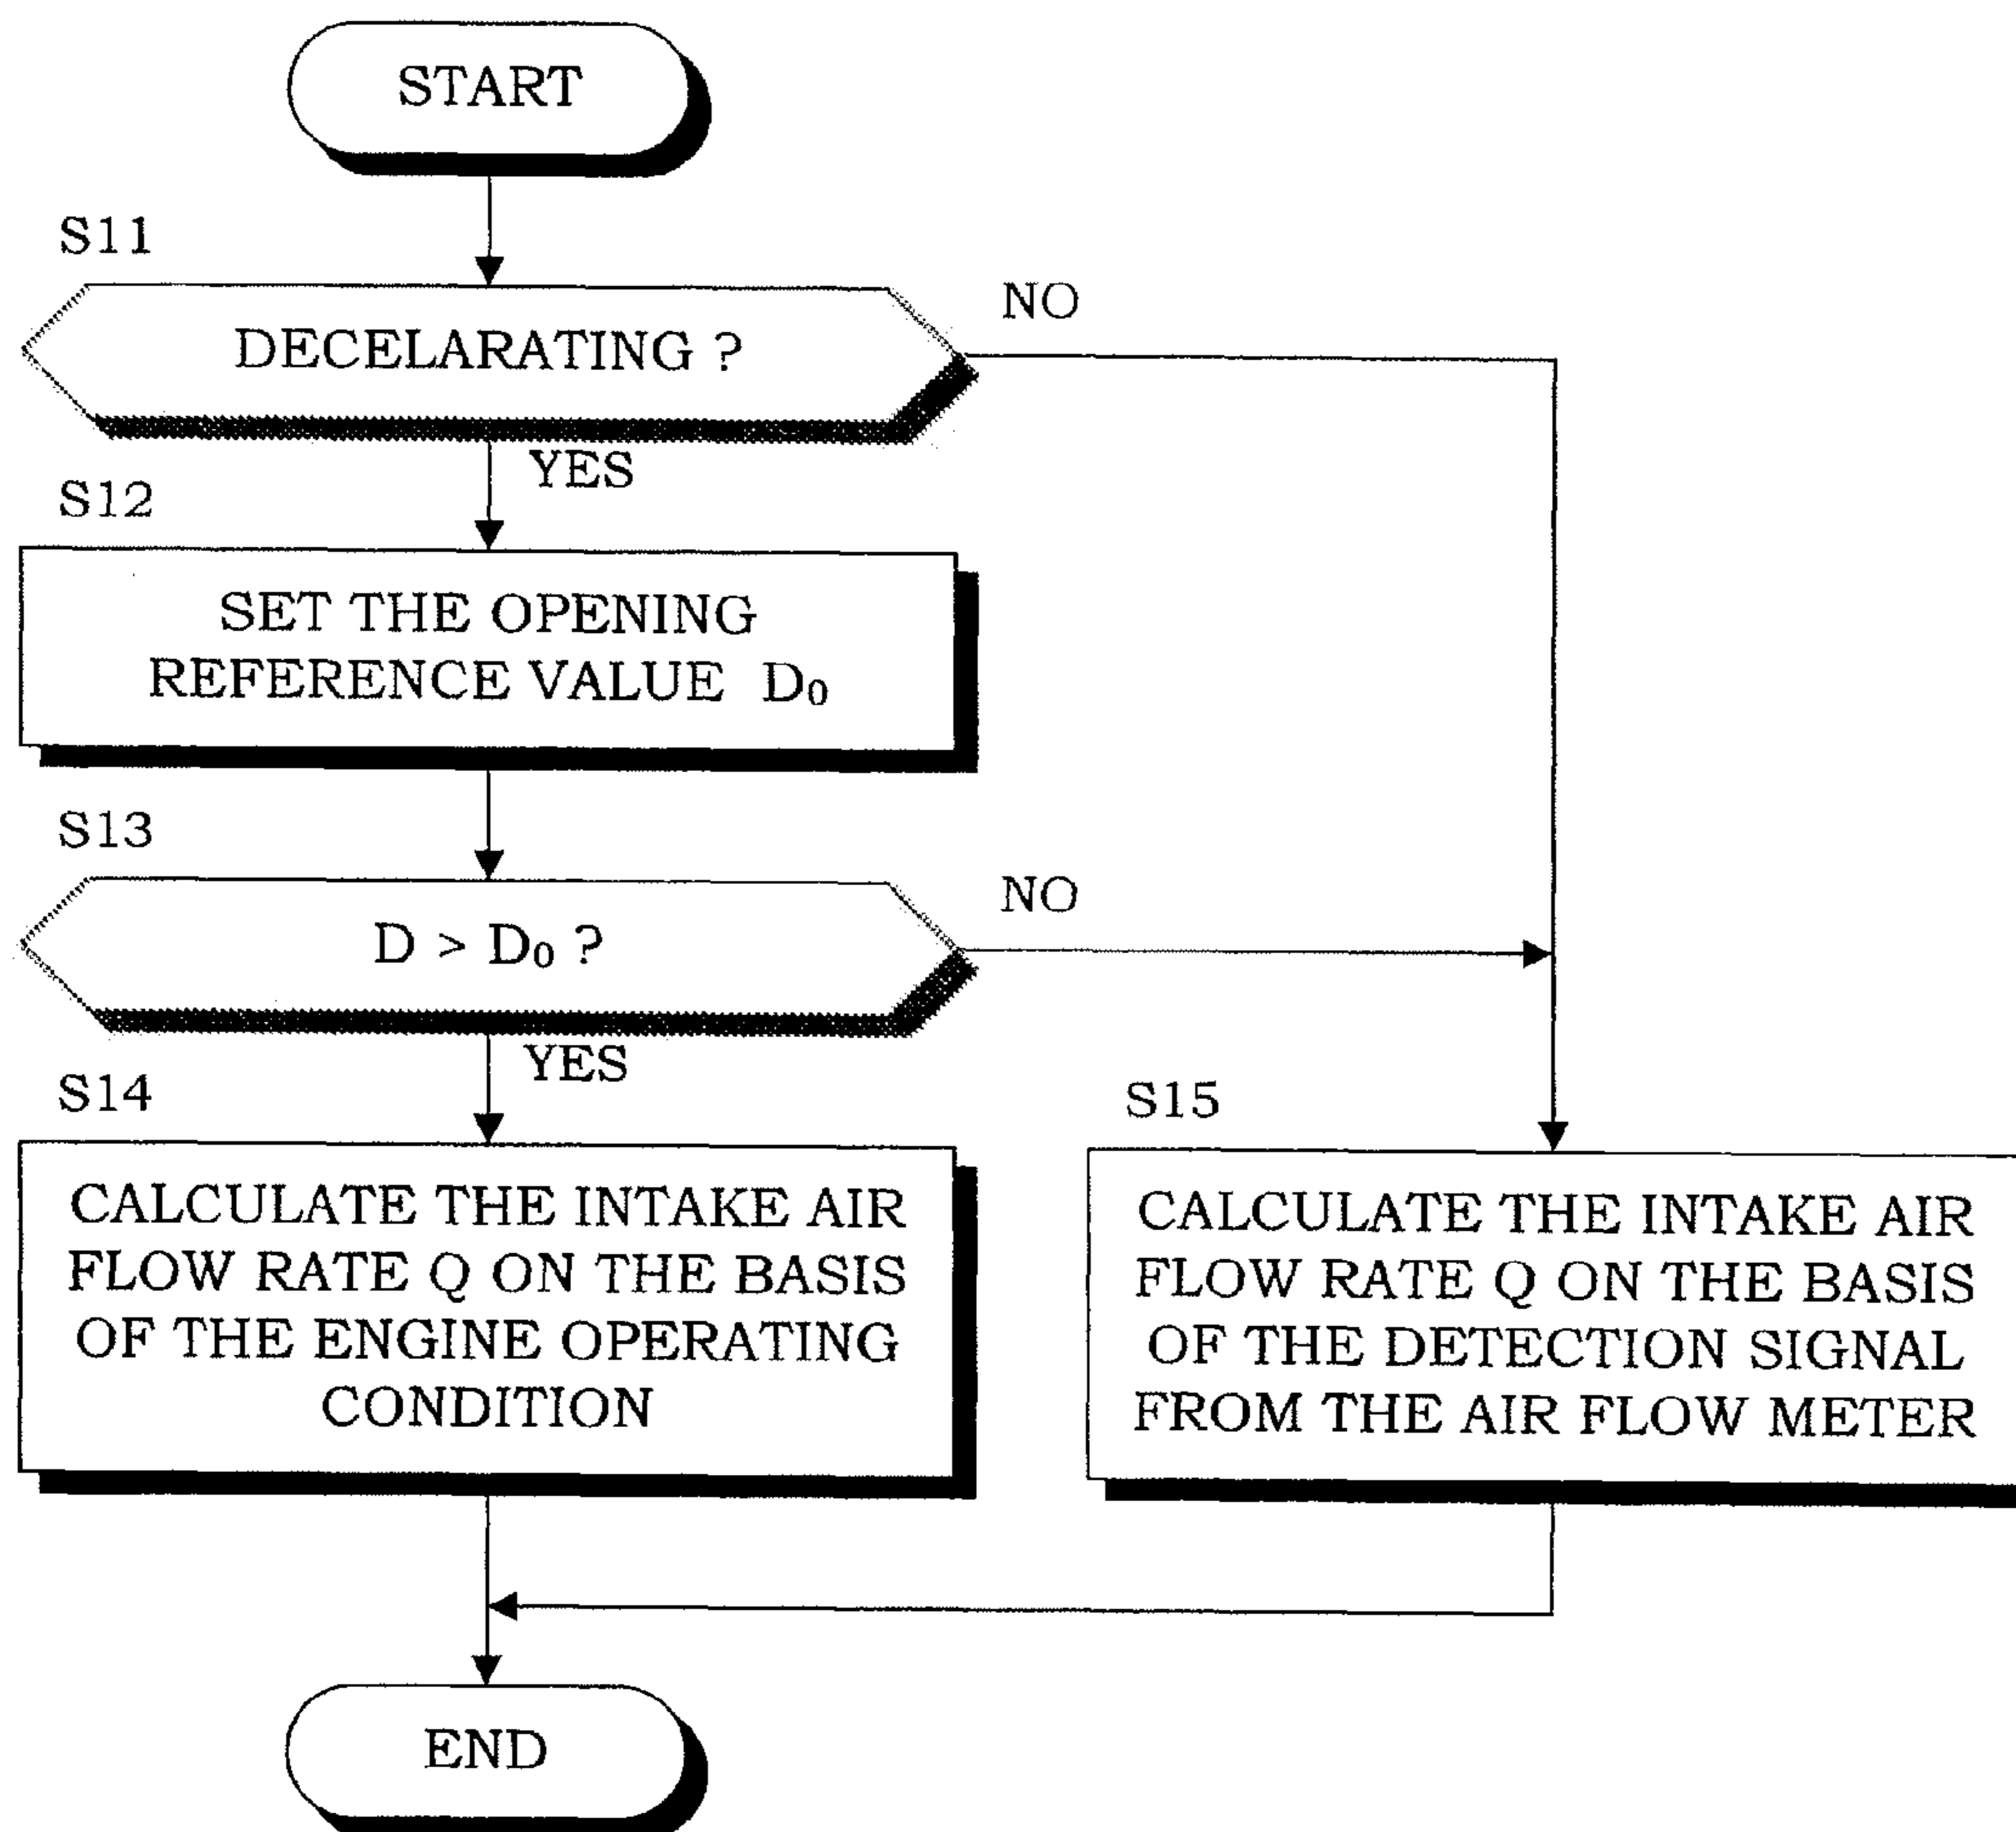 START
S11
DECELARATING ?
NO
YES
S12
SET THE OPENING
REFERENCE VALUE D₀
S13
D > D₀ ?
NO
YES
S14
CALCULATE THE INTAKE AIR
FLOW RATE Q ON THE BASIS
OF THE ENGINE OPERATING
CONDITION
S15
CALCULATE THE INTAKE AIR
FLOW RATE Q ON THE BASIS
OF THE DETECTION SIGNAL
FROM THE AIR FLOW METER
END